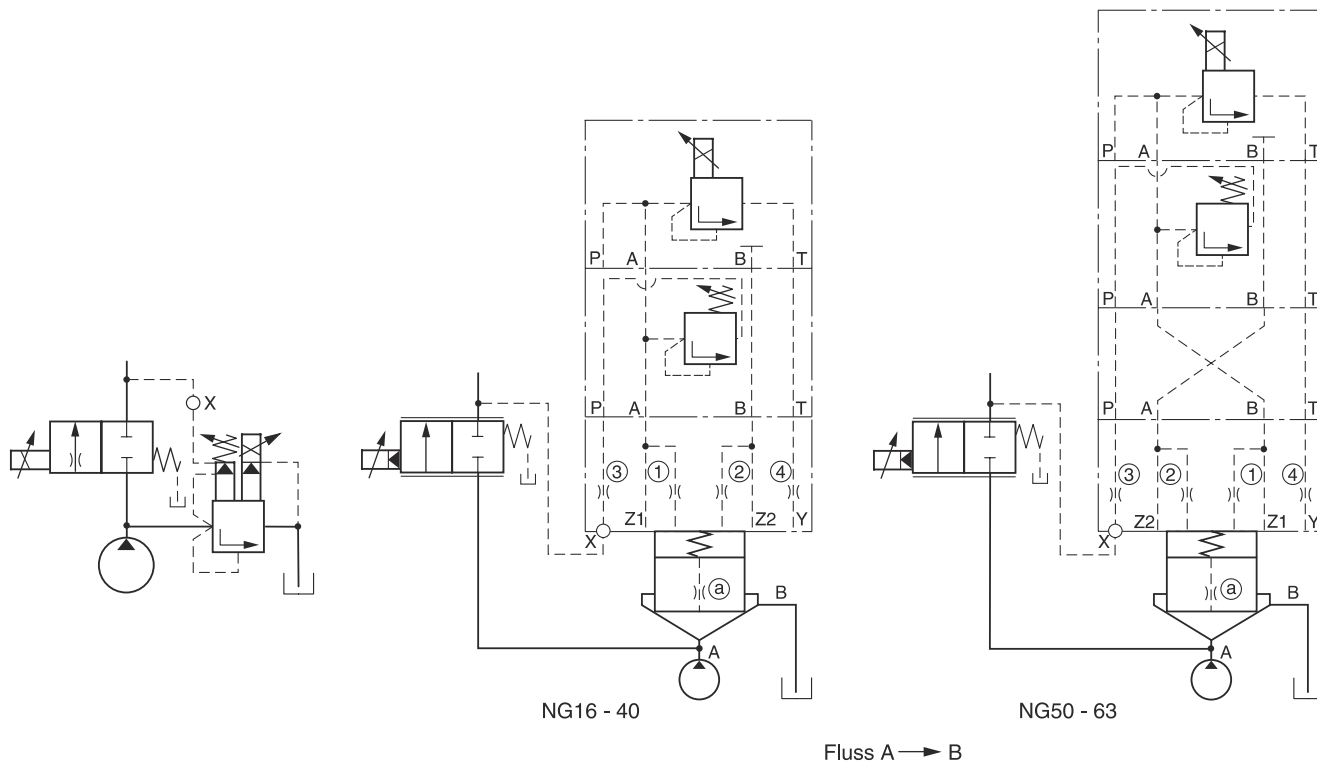 X
P A B T
P A B T
3 1 2 4
Z1 Z2 Y
X
a
B
A
NG16 - 40
P A B T
P A B T
P A B T
3 2 1 4
Z2 Z1 Y
X
a
B
A
NG50 - 63
Fluss A B